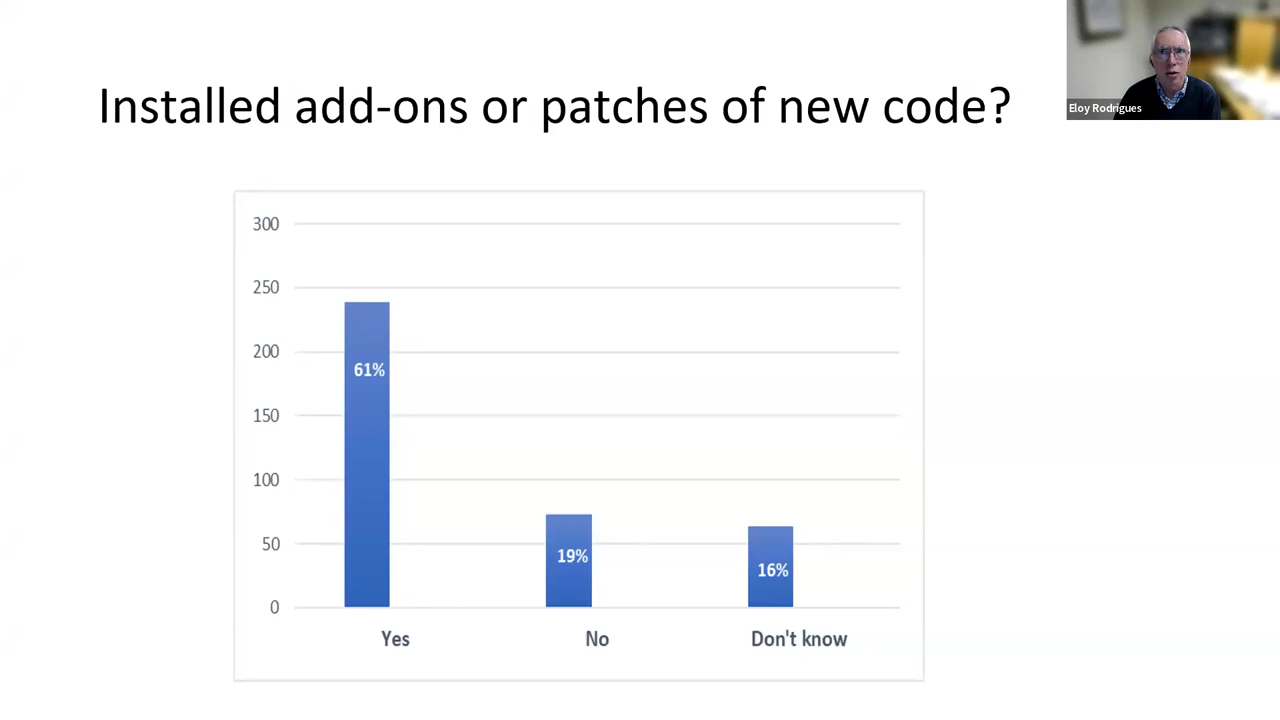 Installed add-ons or patches of new code?
Eloy Rodrigues
300
250
200
150
100
50
0
61%
19%
16%
Yes
No
Don't know